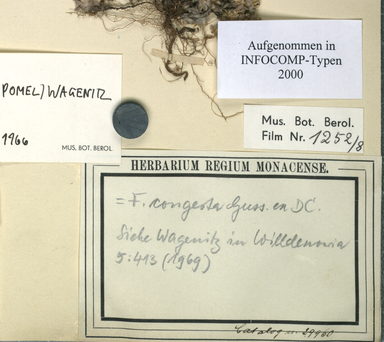 Aufgenommen in
INFOCOMP-Typen
2000
POMEL) WAGENITZ
1966
MUS. BOT. BEROL.
Mus. Bot. Berol.
Film Nr. 1252/8
HERBARIUM REGIUM MONACENSE.
= F. congesta Guss. ex DC.
Siehe Wagenitz in Willdenowia
5:413 (1969)